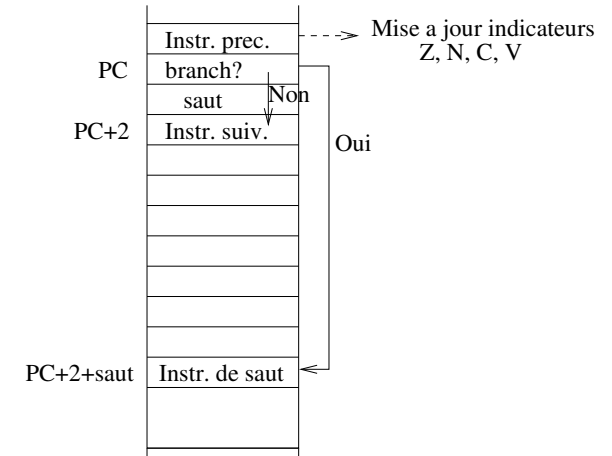 Instr. prec.
Mise a jour indicateurs
Z, N, C, V
PC
branch?
saut
Non
PC+2
Instr. suiv.
Oui
PC+2+saut
Instr. de saut